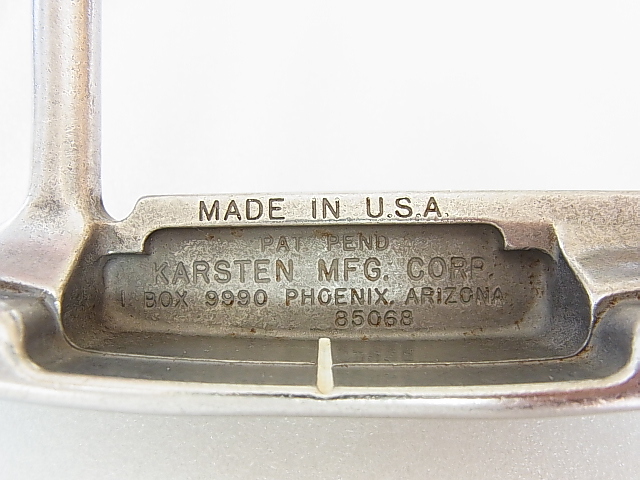 MADE IN U.S.A.
PAT PEND
KARSTEN MFG. CORP.
BOX 9990 PHOENIX, ARIZONA
85068